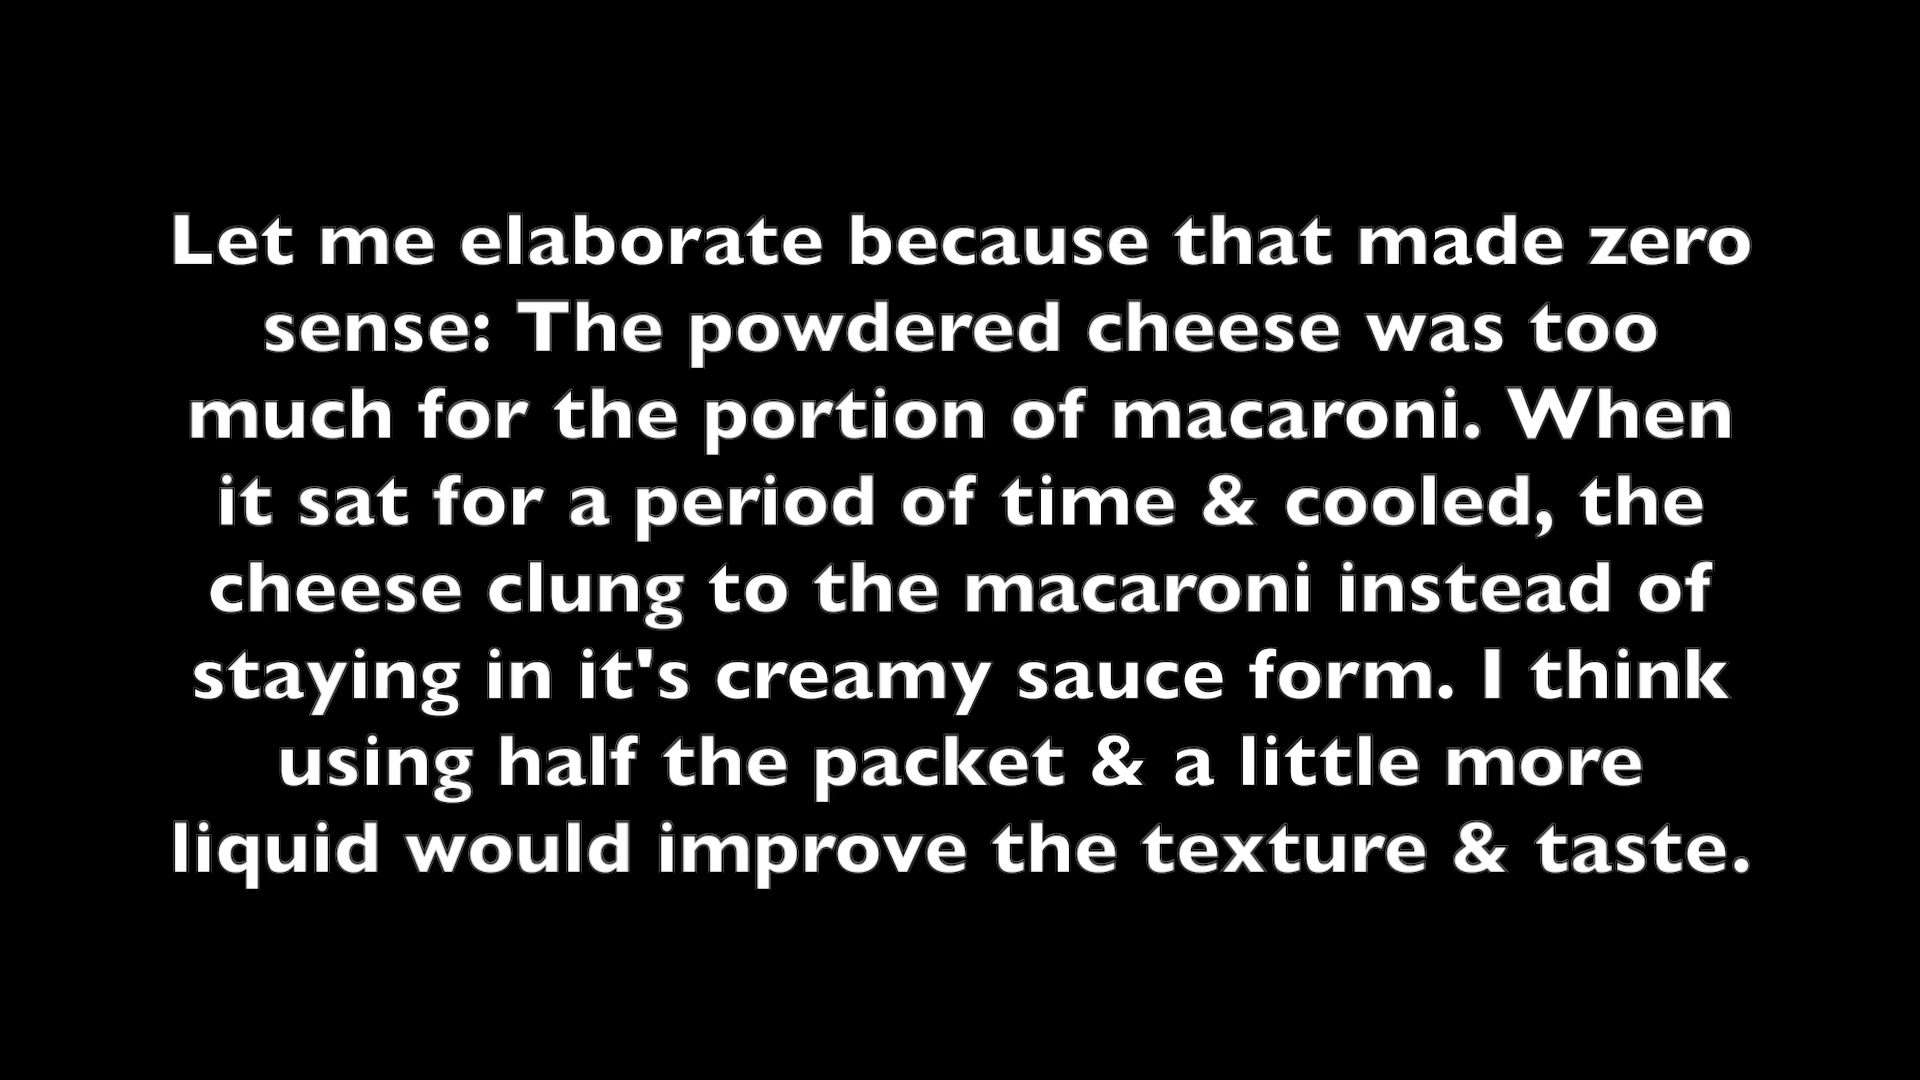 Let me elaborate because that made zero
sense: The powdered cheese was too
much for the portion of macaroni. When
it sat for a period of time & cooled, the
cheese clung to the macaroni instead of
staying in it's creamy sauce form. I think
using half the packet & a little more
liquid would improve the texture & taste.